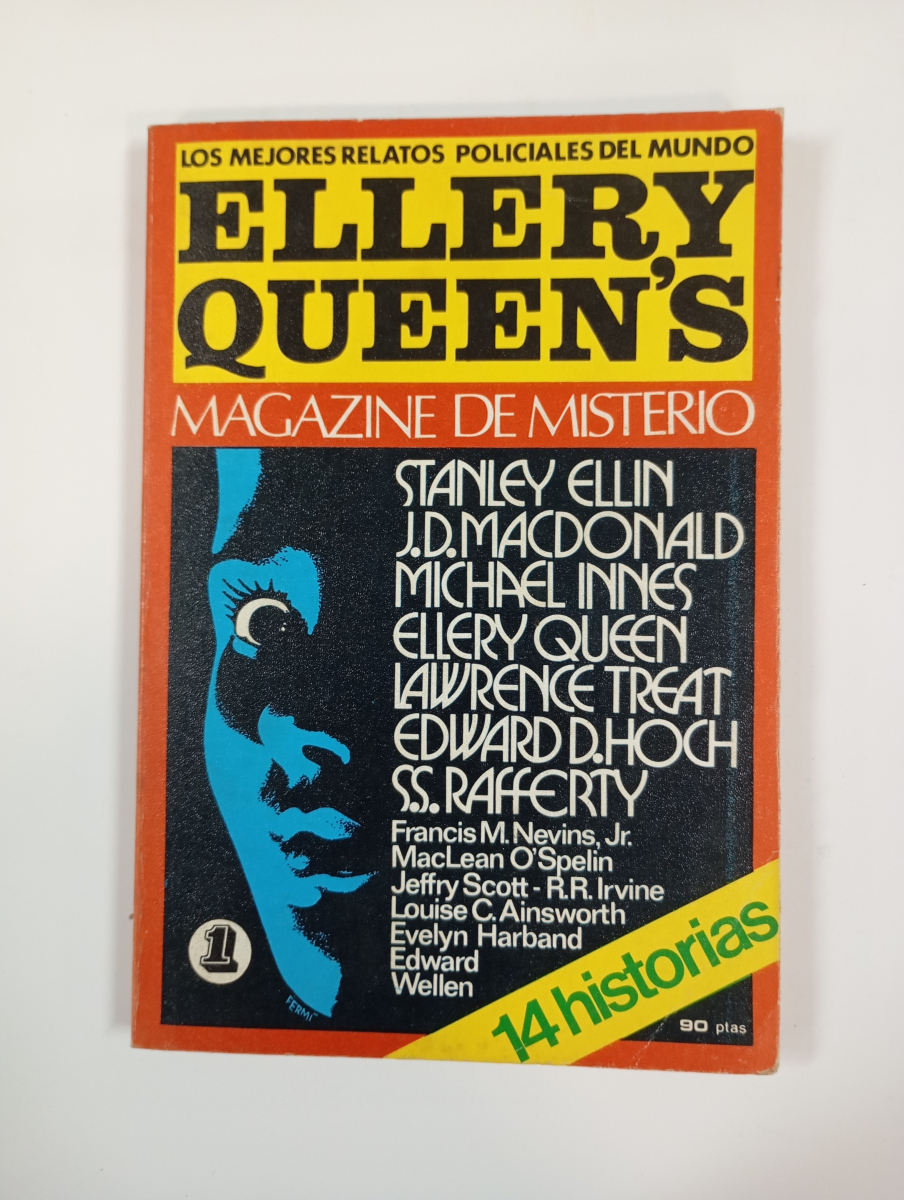 LOS MEJORES RELATOS POLICIALES DEL MUNDO
ELLERY
QUEEN'S
MAGAZINE DE MISTERIO
STANLEY ELLIN
J.D.MACDONALD
MICHAEL INNES
ELLERY QUEEN
LAWRENCE TREAT
EDWARD D.HOCH
S.S. RAFFERTY
Francis M. Nevins, Jr.
MacLean O'Spelin
Jeffry Scott - R.R. Irvine
Louise C. Ainsworth
Evelyn Harband
Edward
Wellen
1
FERMÍ
14 historias
90 ptas